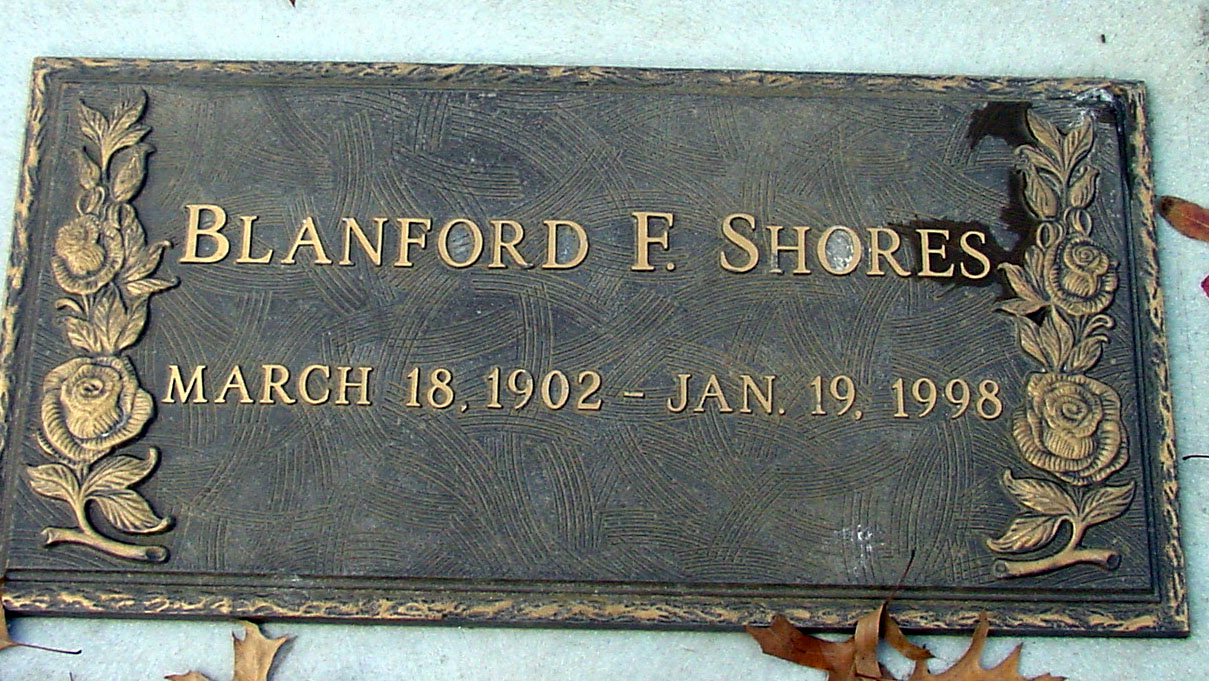 BLANFORD F. SHORES
MARCH 18, 1902 - JAN. 19, 1998